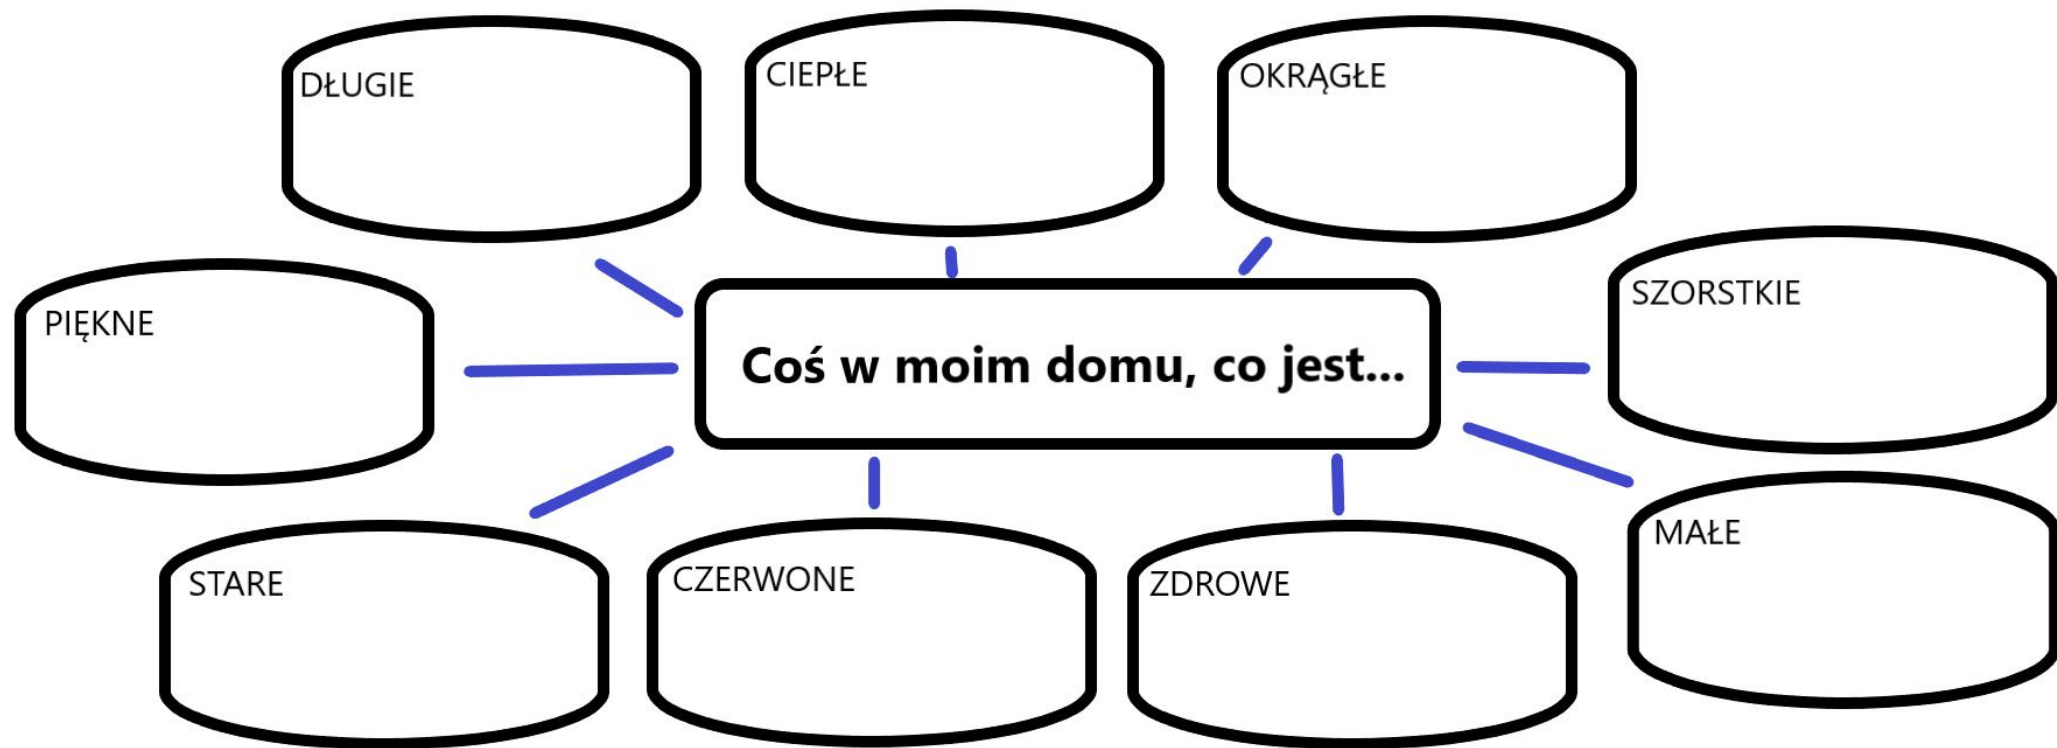 DŁUGIE
CIEPŁE
OKRĄGŁE
PIĘKNE
Coś w moim domu, co jest...
SZORSTKIE
STARE
CZERWONE
ZDROWE
MAŁE